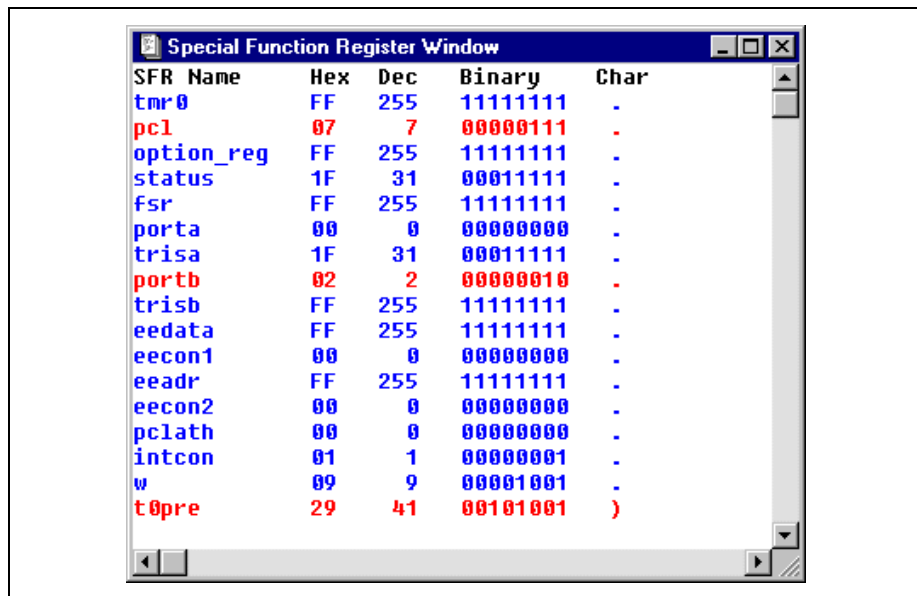 Special Function Register Window
SFR Name Hex Dec Binary Char
tmr0 FF 255 11111111 .
pcl 07 7 00000111 .
option_reg FF 255 11111111 .
status 1F 31 00011111 .
fsr FF 255 11111111 .
porta 00 0 00000000 .
trisa 1F 31 00011111 .
portb 02 2 00000010 .
trisb FF 255 11111111 .
eedata FF 255 11111111 .
eecon1 00 0 00000000 .
eeadr FF 255 11111111 .
eecon2 00 0 00000000 .
pclath 00 0 00000000 .
intcon 01 1 00000001 .
w 09 9 00001001 .
t0pre 29 41 00101001 )